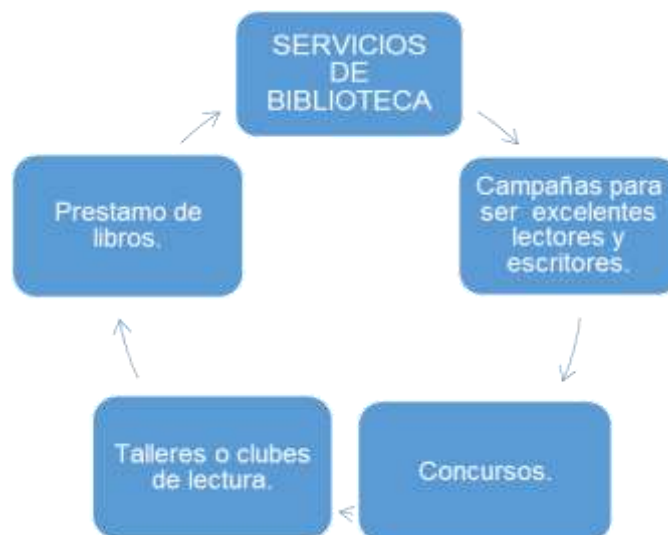 SERVICIOS
DE
BIBLIOTECA
Campañas para
ser excelentes
lectores y
escritores.
Concursos.
Talleres o clubes
de lectura.
Prestamo de
libros.